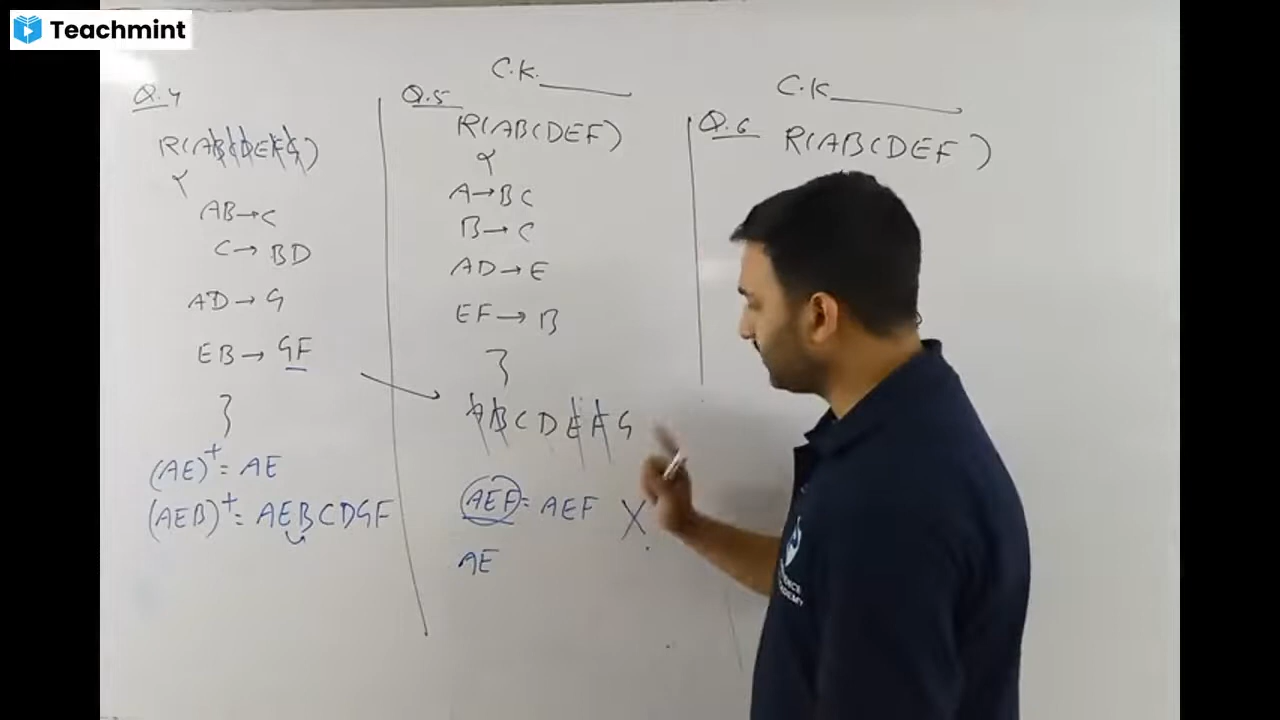 Teachmint
Q.4
R(ABCDEFG)
{
AB→C
C→BD
AD→G
EB→GF
}
(AE)+ = AE
(AEB)+ = AEBCDGF
C.K.
Q.5
R(ABCDEF)
{
A→BC
B→C
AD→E
EF→B
}
ABCDEFG
AEF = AEF X
AE
C.K
Q.6
R(ABCDEF)